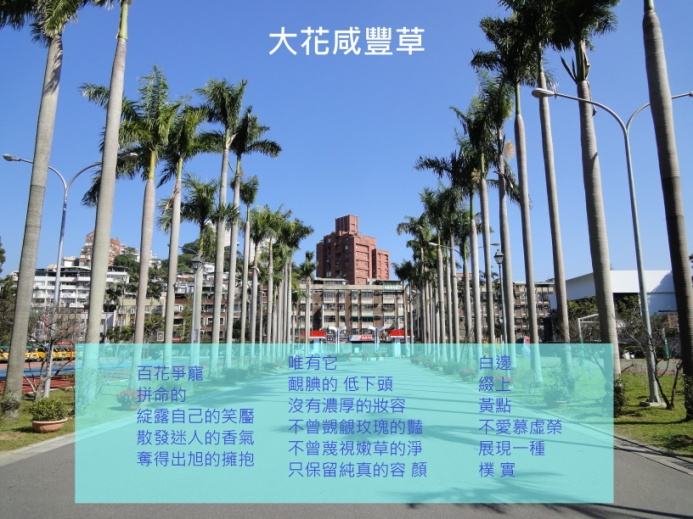 大花咸豐草
百花爭寵
拼命的
綻露自己的笑靨
散發迷人的香氣
奪得出旭的擁抱
唯有它
靦腆的 低下頭
沒有濃厚的妝容
不曾覬覦玫瑰的豔
不曾蔑視嫩草的淨
只保留純真的容 顏
白邊
綴上
黃點
不愛慕虛榮
展現一種
樸 實